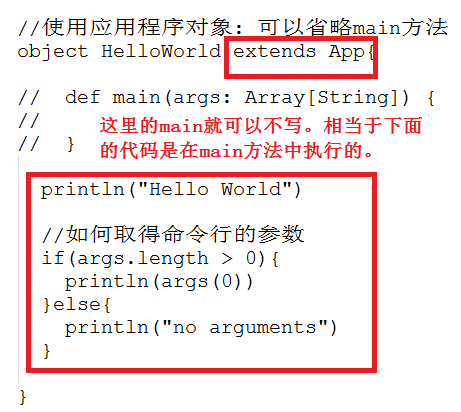 //使用应用程序对象：可以省略main方法
object HelloWorld extends App{
//  def main(args: Array[String]) {
//
//  }
这里的main就可以不写。相当于下面
的代码是在main方法中执行的。
println("Hello World")
//如何取得命令行的参数
if(args.length > 0){
println(args(0))
}else{
println("no arguments")
}
}